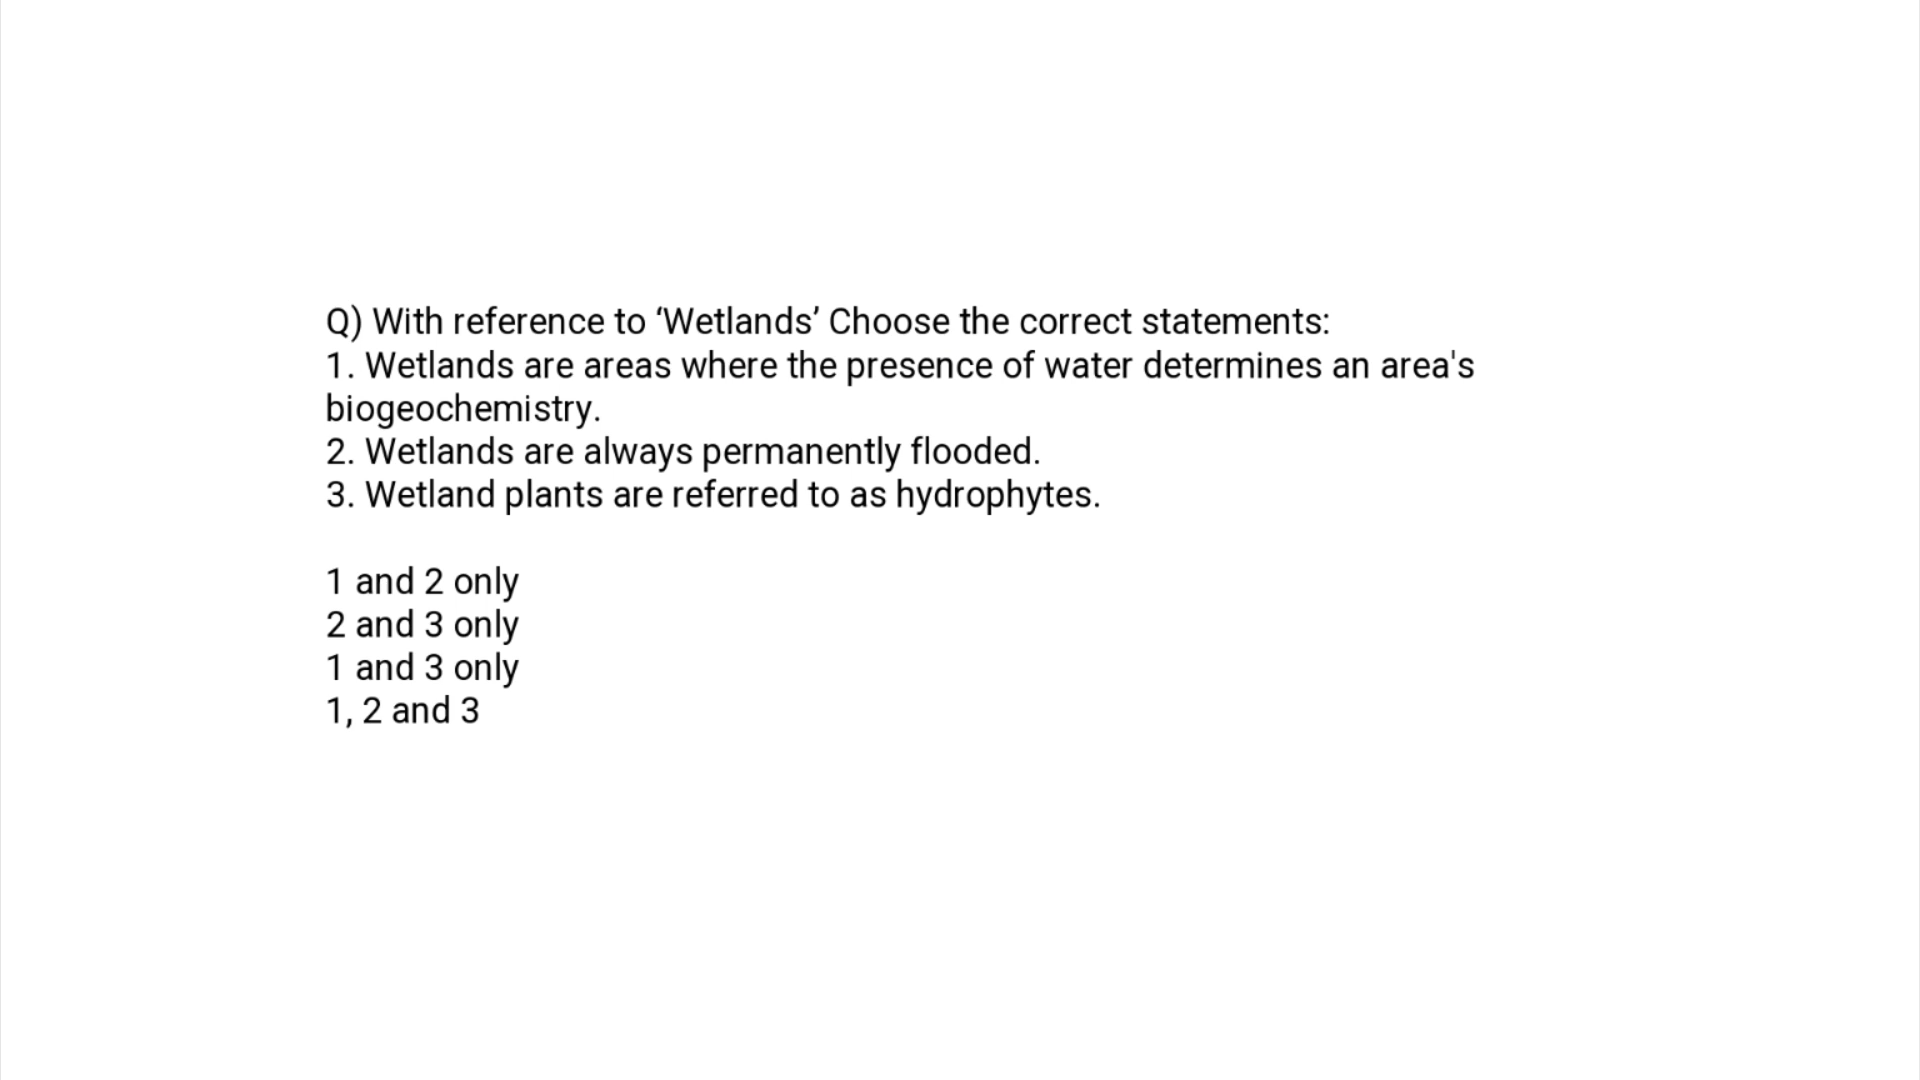 Q) With reference to ‘Wetlands’ Choose the correct statements:
1. Wetlands are areas where the presence of water determines an area's
biogeochemistry.
2. Wetlands are always permanently flooded.
3. Wetland plants are referred to as hydrophytes.
1 and 2 only
2 and 3 only
1 and 3 only
1, 2 and 3